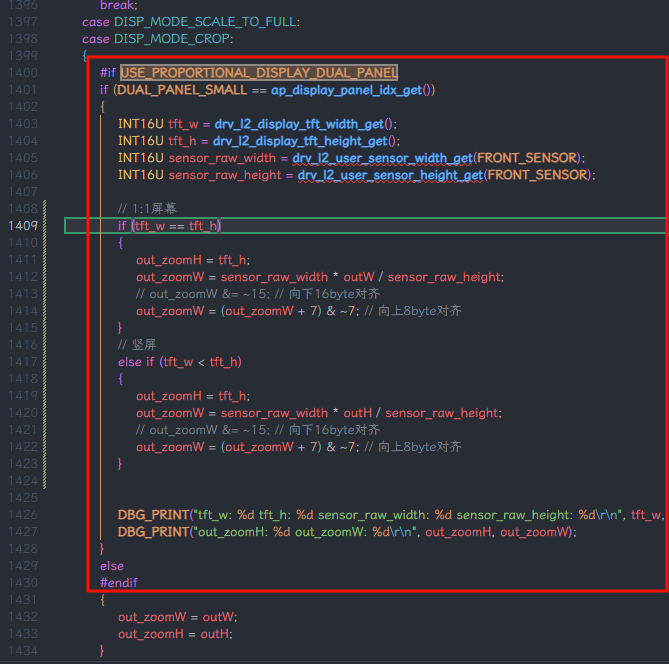 1396 break;
1397 case DISP_MODE_SCALE_TO_FULL:
1398 case DISP_MODE_CROP:
1399 {
1400 #if USE_PROPORTIONAL_DISPLAY_DUAL_PANEL
1401 if (DUAL_PANEL_SMALL == ap_display_panel_idx_get())
1402 {
1403 INT16U tft_w = drv_l2_display_tft_width_get();
1404 INT16U tft_h = drv_l2_display_tft_height_get();
1405 INT16U sensor_raw_width = drv_l2_user_sensor_width_get(FRONT_SENSOR);
1406 INT16U sensor_raw_height = drv_l2_user_sensor_height_get(FRONT_SENSOR);
1407
1408 // 1:1屏幕
1409 if (tft_w == tft_h)
1410 {
1411 out_zoomH = tft_h;
1412 out_zoomW = sensor_raw_width * outW / sensor_raw_height;
1413 // out_zoomW &= ~15; // 向下16byte对齐
1414 out_zoomW = (out_zoomW + 7) & ~7; // 向上8byte对齐
1415 }
1416 // 竖屏
1417 else if (tft_w < tft_h)
1418 {
1419 out_zoomH = tft_h;
1420 out_zoomW = sensor_raw_width * outH / sensor_raw_height;
1421 // out_zoomW &= ~15; // 向下16byte对齐
1422 out_zoomW = (out_zoomW + 7) & ~7; // 向上8byte对齐
1423 }
1424
1425
1426 DBG_PRINT("tft_w: %d tft_h: %d sensor_raw_width: %d sensor_raw_height: %d\r\n", tft_w,
1427 DBG_PRINT("out_zoomH: %d out_zoomW: %d\r\n", out_zoomH, out_zoomW);
1428 }
1429 else
1430 #endif
1431 {
1432 out_zoomW = outW;
1433 out_zoomH = outH;
1434 }